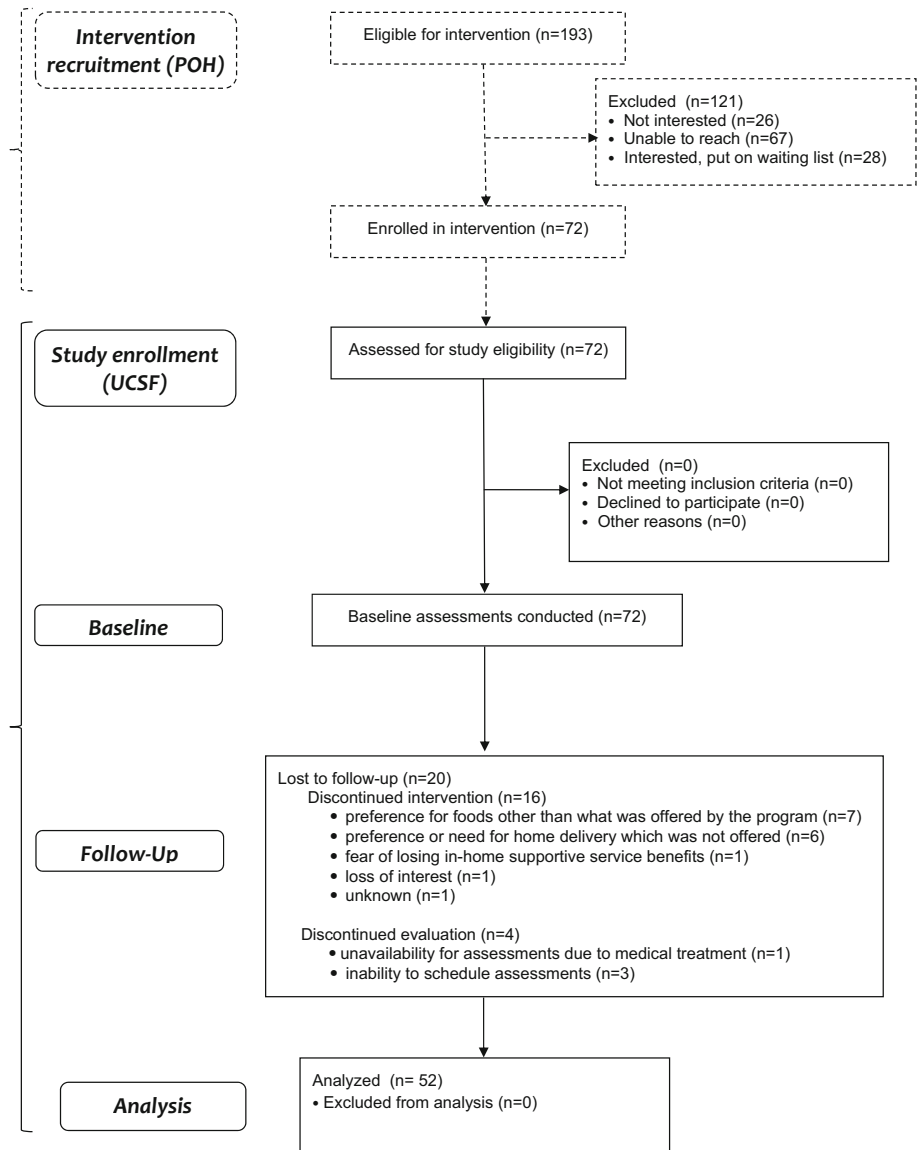 Intervention
recruitment (POH)
Eligible for intervention (n=193)
Excluded (n=121)
• Not interested (n=26)
• Unable to reach (n=67)
• Interested, put on waiting list (n=28)
Enrolled in intervention (n=72)
Study enrollment
(UCSF)
Assessed for study eligibility (n=72)
Excluded (n=0)
• Not meeting inclusion criteria (n=0)
• Declined to participate (n=0)
• Other reasons (n=0)
Baseline
Baseline assessments conducted (n=72)
Follow-Up
Lost to follow-up (n=20)
Discontinued intervention (n=16)
• preference for foods other than what was offered by the program (n=7)
• preference or need for home delivery which was not offered (n=6)
• fear of losing in-home supportive service benefits (n=1)
• loss of interest (n=1)
• unknown (n=1)
Discontinued evaluation (n=4)
• unavailability for assessments due to medical treatment (n=1)
• inability to schedule assessments (n=3)
Analysis
Analyzed (n= 52)
• Excluded from analysis (n=0)